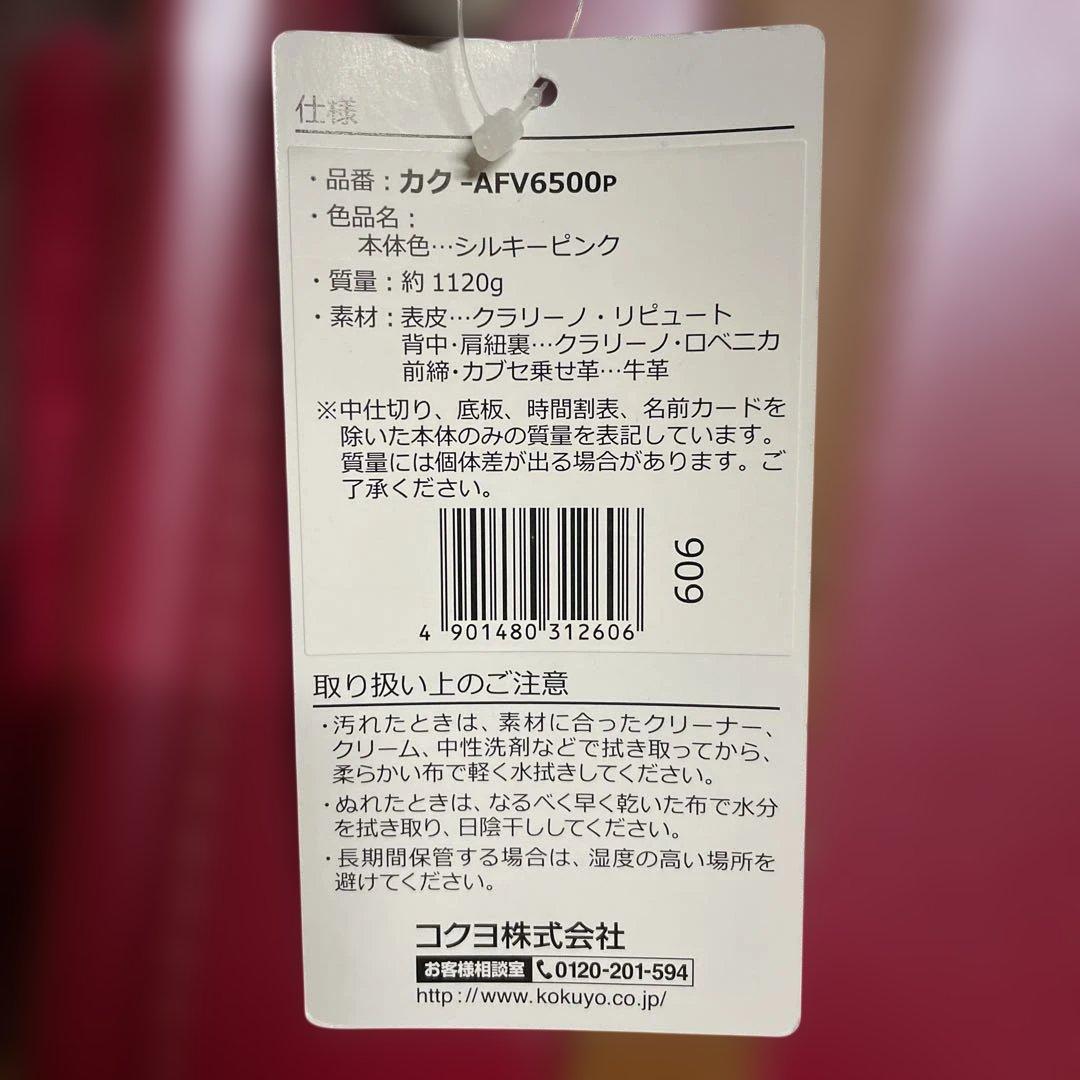 仕様
・品番：カク-AFV6500P
・色品名：
本体色…シルキーピンク
・質量：約1120g
・素材：表皮…クラリーノ・リピュート
背中・肩紐裏…クラリーノ・ロベニカ
前締・カブセ乗せ革…牛革
※中仕切り、底板、時間割表、名前カードを
除いた本体のみの質量を表記しています。
質量には個体差が出る場合があります。ご
了承ください。
606
4 901480 312606
取り扱い上のご注意
・汚れたときは、素材に合ったクリーナー、
クリーム、中性洗剤などで拭き取ってから、
柔らかい布で軽く水拭きしてください。
・ぬれたときは、なるべく早く乾いた布で水分
を拭き取り、日陰干ししてください。
・長期間保管する場合は、湿度の高い場所を
避けてください。
コクヨ株式会社
お客様相談室 0120-201-594
http://www.kokuyo.co.jp/